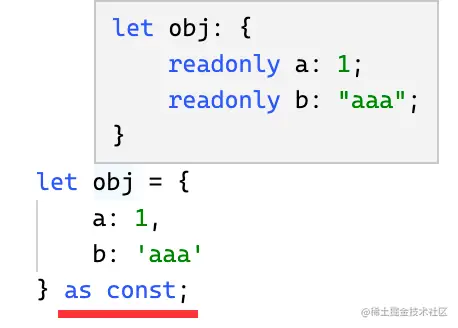 let obj: {
    readonly a: 1;
    readonly b: "aaa";
}
let obj = {
    a: 1,
    b: 'aaa'
} as const;
@稀土掘金技术社区